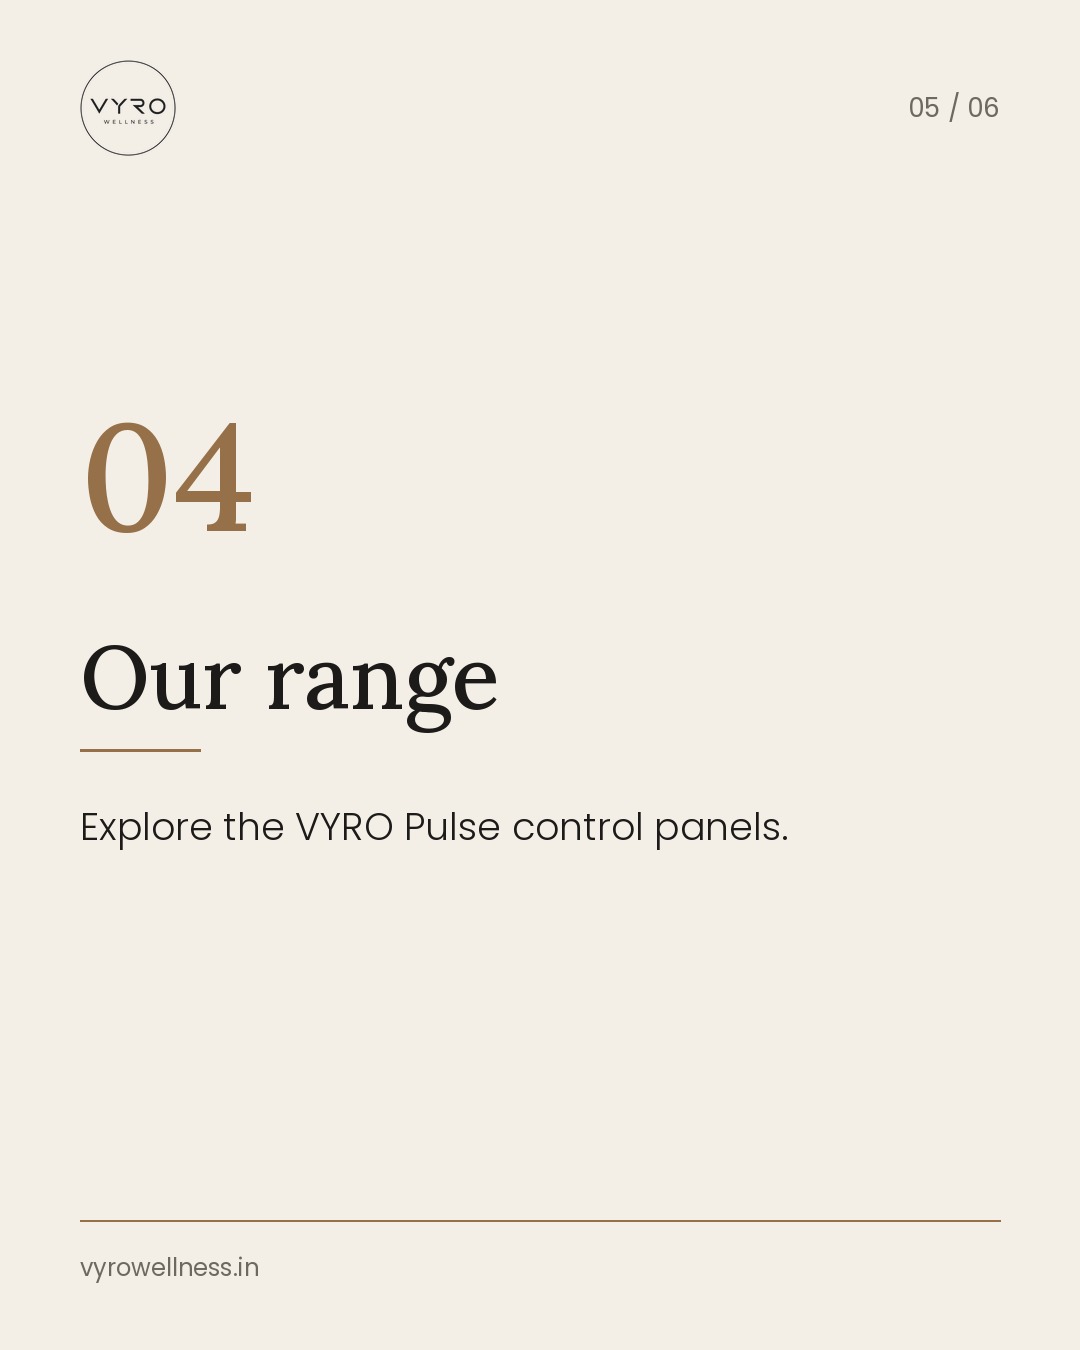 VYRO
WELLNESS
05 / 06
04
Our range
Explore the VYRO Pulse control panels.
vyrowellness.in